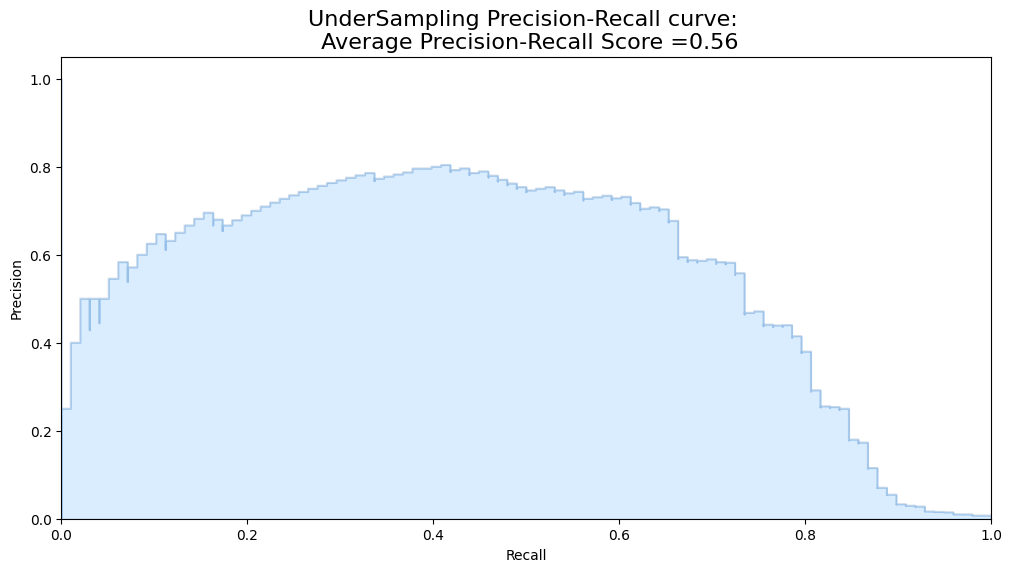 UnderSampling Precision-Recall curve:
Average Precision-Recall Score =0.56
1.0
0.8
0.6
0.4
0.2
0.0
Precision
0.0 0.2 0.4 0.6 0.8 1.0
Recall